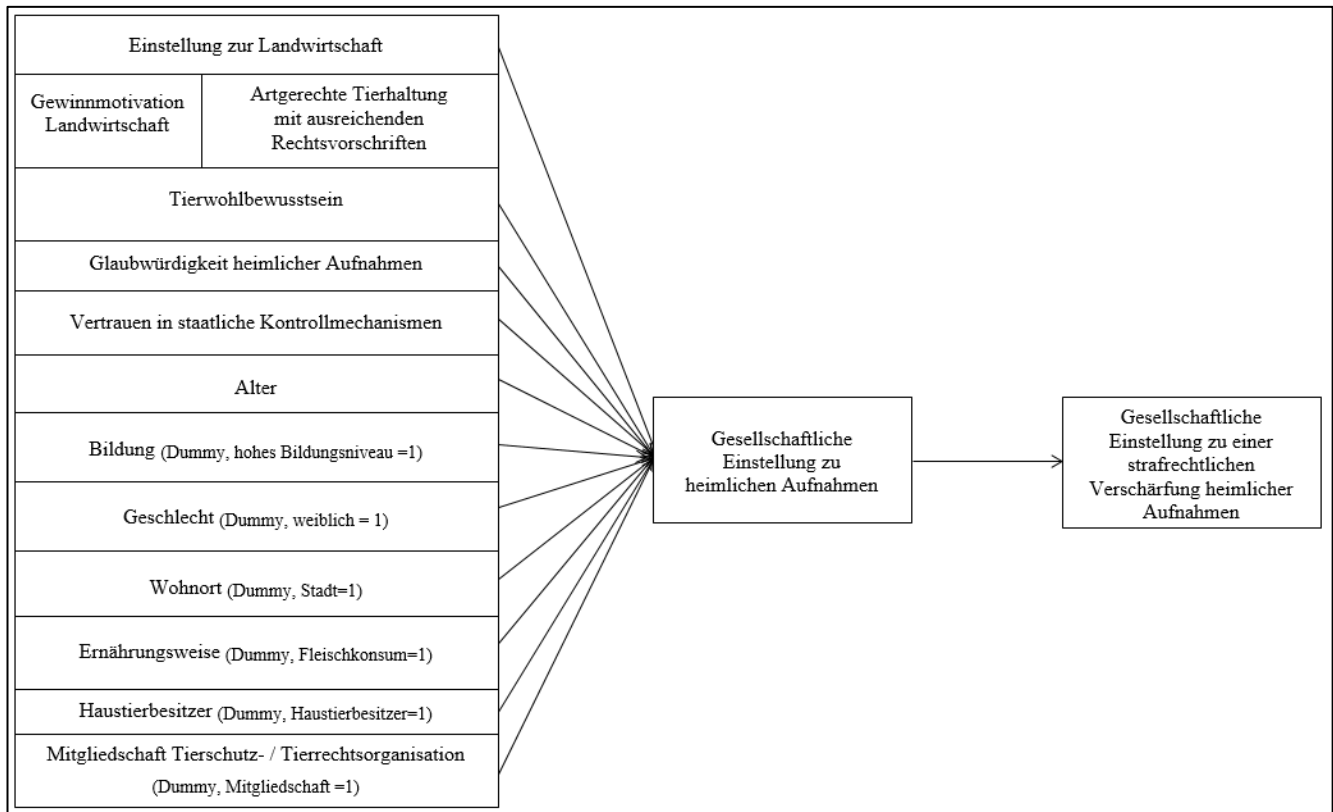 Einstellung zur Landwirtschaft
Gewinnmotivation
Landwirtschaft
Artgerechte Tierhaltung
mit ausreichenden
Rechtsvorschriften
Tierwohlbewusstsein
Glaubwürdigkeit heimlicher Aufnahmen
Vertrauen in staatliche Kontrollmechanismen
Alter
Bildung (Dummy, hohes Bildungsniveau =1)
Geschlecht (Dummy, weiblich = 1)
Wohnort (Dummy, Stadt=1)
Ernährungsweise (Dummy, Fleischkonsum=1)
Haustierbesitzer (Dummy, Haustierbesitzer=1)
Mitgliedschaft Tierschutz- / Tierrechtsorganisation
(Dummy, Mitgliedschaft =1)
Gesellschaftliche
Einstellung zu
heimlichen Aufnahmen
Gesellschaftliche
Einstellung zu einer
strafrechtlichen
Verschärfung heimlicher
Aufnahmen